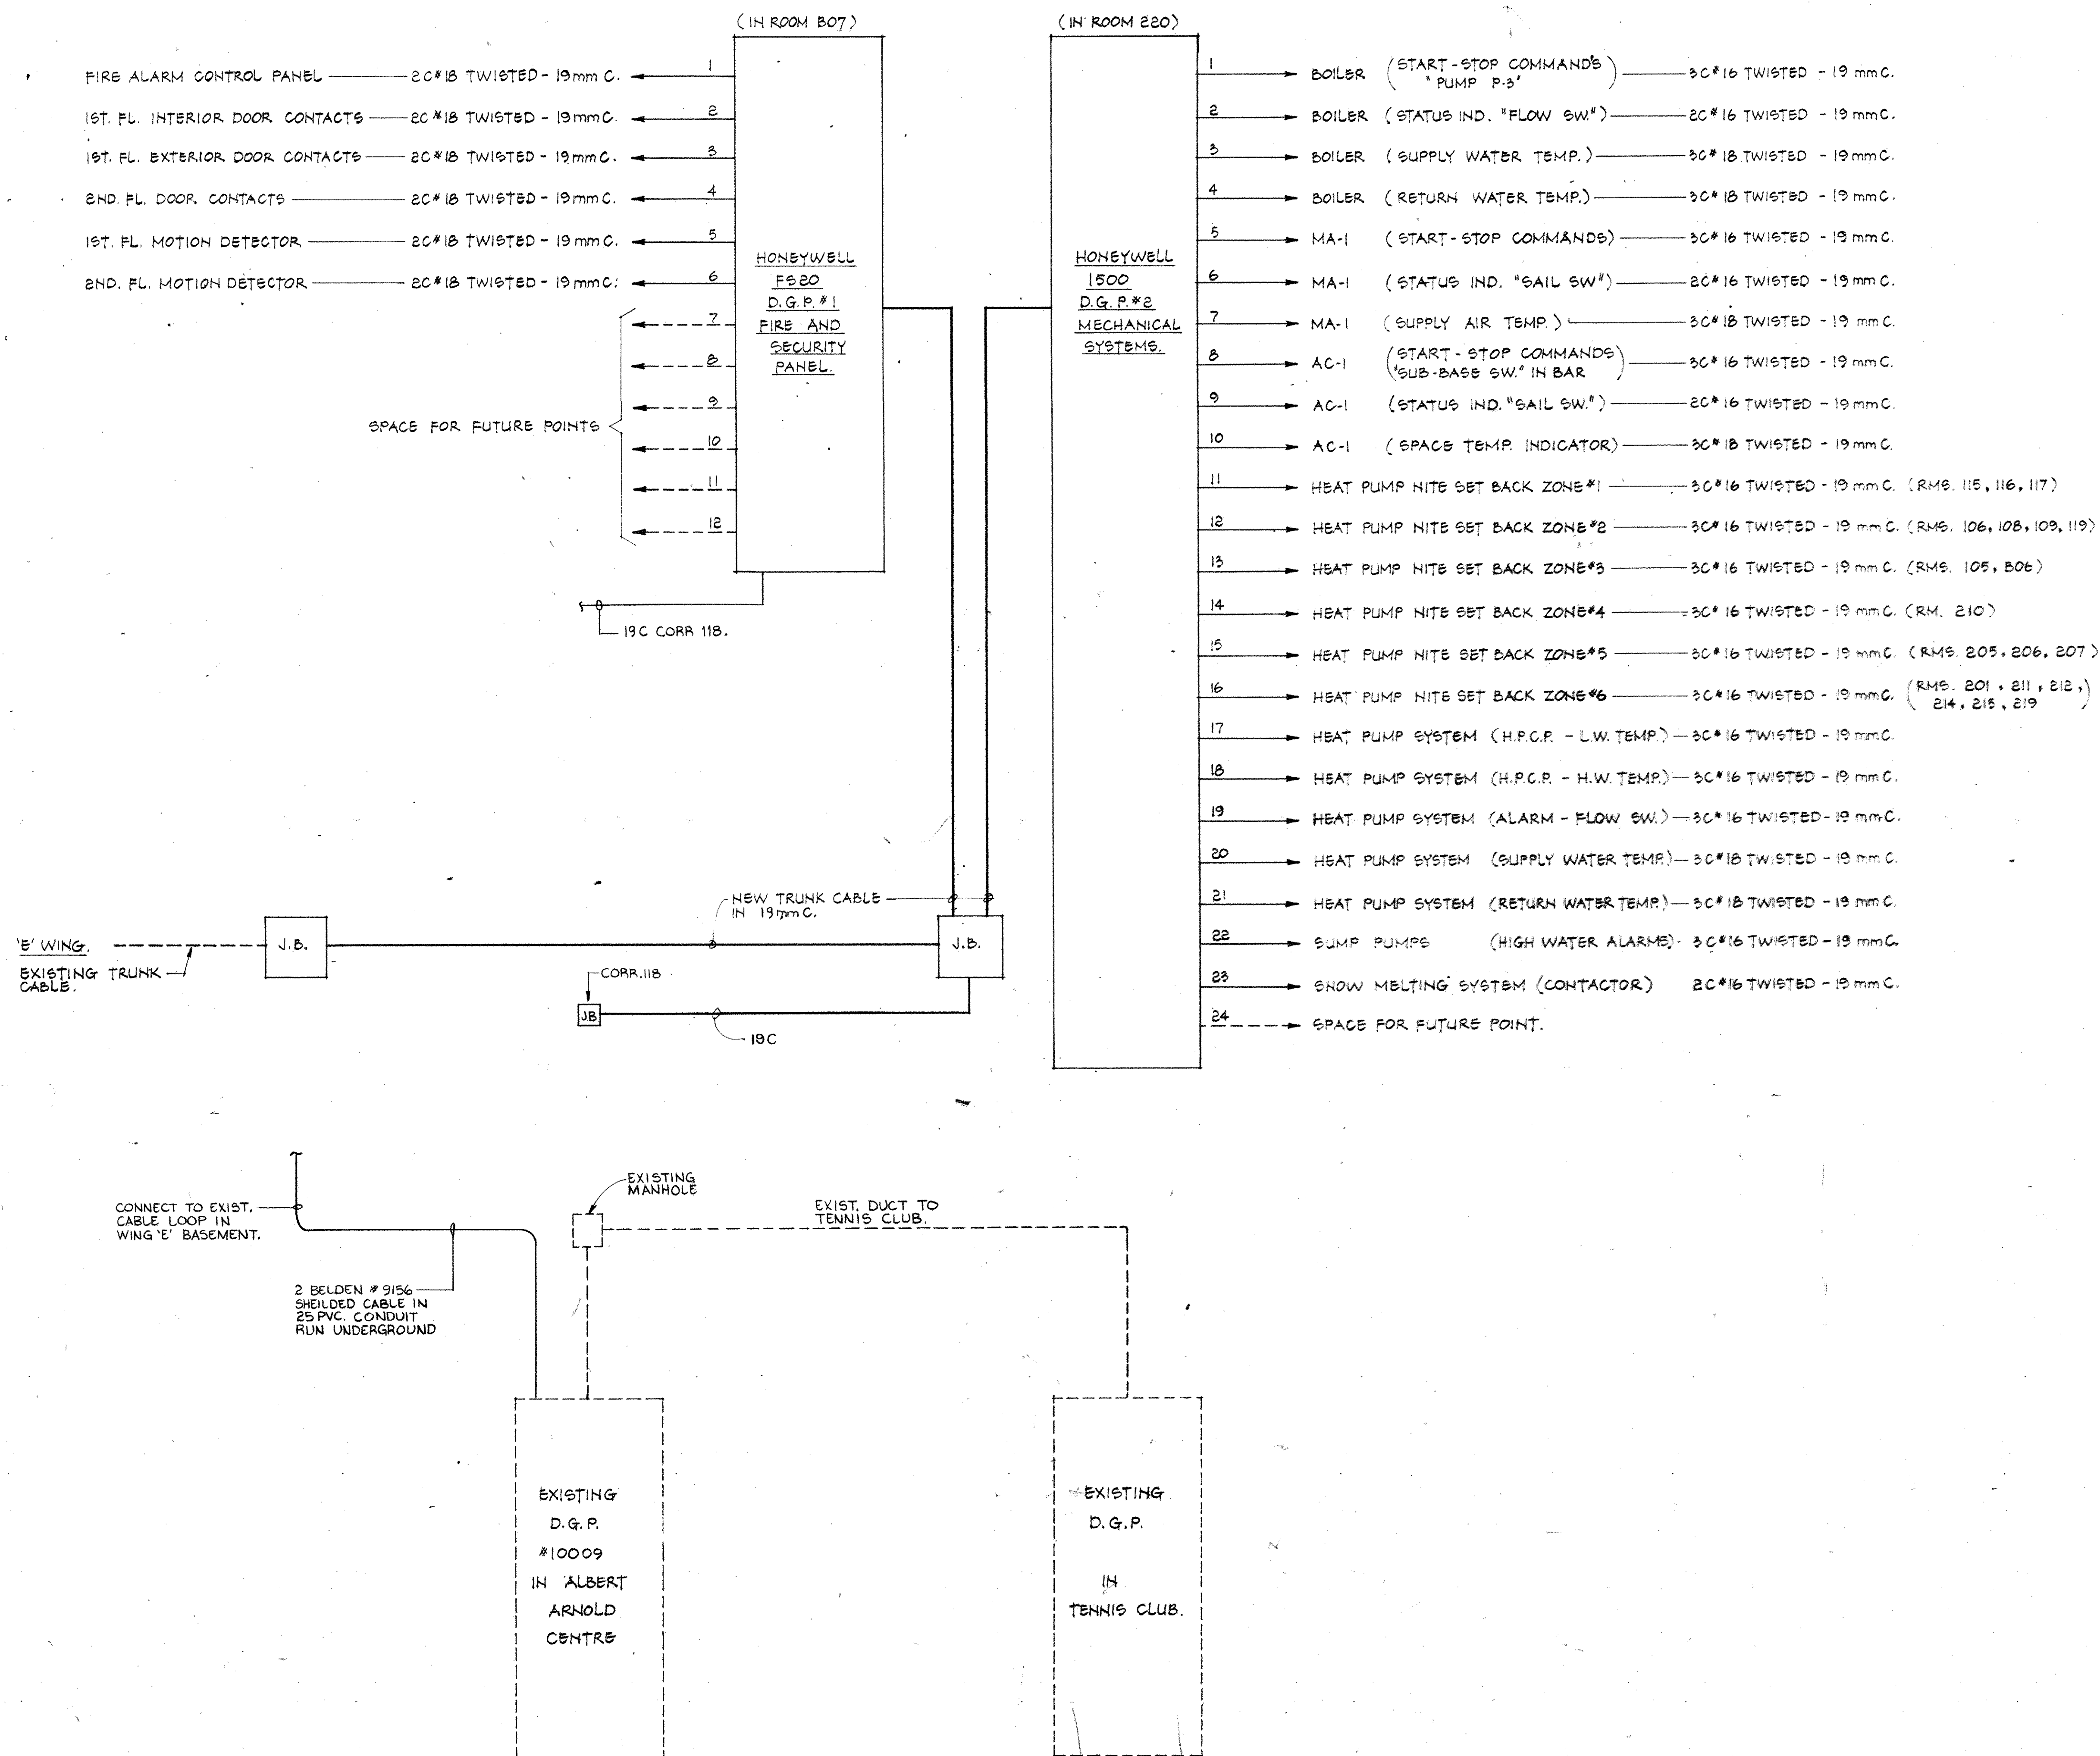 (IN ROOM B07)
FIRE ALARM CONTROL PANEL 2C#18 TWISTED - 19mm C. 1
1ST. FL. INTERIOR DOOR CONTACTS 2C#18 TWISTED - 19mm C. 2
1ST. FL. EXTERIOR DOOR CONTACTS 2C#18 TWISTED - 19mm C. 3
2ND. FL. DOOR CONTACTS 2C#18 TWISTED - 19mm C. 4
1ST. FL. MOTION DETECTOR 2C#18 TWISTED - 19mm C. 5
2ND. FL. MOTION DETECTOR 2C#18 TWISTED - 19mm C. 6
7
8
9
SPACE FOR FUTURE POINTS
10
11
12
HONEYWELL
FS20
D.G.P. #1
FIRE AND
SECURITY
PANEL.
19C CORR 118.
(IN ROOM 220)
HONEYWELL
1500
D.G.P. #2
MECHANICAL
SYSTEMS.
1 BOILER (START-STOP COMMANDS
"PUMP P-3") 3C#16 TWISTED - 19 mm C.
2 BOILER (STATUS IND. "FLOW SW.") 2C#16 TWISTED - 19 mm C.
3 BOILER (SUPPLY WATER TEMP.) 3C#18 TWISTED - 19 mm C.
4 BOILER (RETURN WATER TEMP.) 3C#18 TWISTED - 19 mm C.
5 MA-1 (START-STOP COMMANDS) 3C#16 TWISTED - 19 mm C.
6 MA-1 (STATUS IND. "SAIL SW") 2C#16 TWISTED - 19 mm C.
7 MA-1 (SUPPLY AIR TEMP.) 3C#18 TWISTED - 19 mm C.
8 AC-1 (START-STOP COMMANDS
"SUB-BASE SW." IN BAR) 3C#16 TWISTED - 19 mm C.
9 AC-1 (STATUS IND. "SAIL SW.") 2C#16 TWISTED - 19 mm C.
10 AC-1 (SPACE TEMP. INDICATOR) 3C#18 TWISTED - 19 mm C.
11 HEAT PUMP NITE SET BACK ZONE#1 3C#16 TWISTED - 19 mm C. (RMS. 115, 116, 117)
12 HEAT PUMP NITE SET BACK ZONE#2 3C#16 TWISTED - 19 mm C. (RMS. 106, 108, 109, 119)
13 HEAT PUMP NITE SET BACK ZONE#3 3C#16 TWISTED - 19 mm C. (RMS. 105, B06)
14 HEAT PUMP NITE SET BACK ZONE#4 3C#16 TWISTED - 19 mm C. (RM. 210)
15 HEAT PUMP NITE SET BACK ZONE#5 3C#16 TWISTED - 19 mm C. (RMS. 205, 206, 207)
16 HEAT PUMP NITE SET BACK ZONE#6 3C#16 TWISTED - 19 mm C. (RMS. 201, 211, 212,
214, 215, 219)
17 HEAT PUMP SYSTEM (H.P.C.P. - L.W. TEMP.) 3C#16 TWISTED - 19 mm C.
18 HEAT PUMP SYSTEM (H.P.C.P. - H.W. TEMP.) 3C#16 TWISTED - 19 mm C.
19 HEAT PUMP SYSTEM (ALARM - FLOW SW.) 3C#16 TWISTED - 19 mm C.
20 HEAT PUMP SYSTEM (SUPPLY WATER TEMP.) 3C#18 TWISTED - 19 mm C.
21 HEAT PUMP SYSTEM (RETURN WATER TEMP.) 3C#18 TWISTED - 19 mm C.
22 SUMP PUMPS (HIGH WATER ALARMS) - 3C#16 TWISTED - 19 mm C.
23 SNOW MELTING SYSTEM (CONTACTOR) 2C#16 TWISTED - 19 mm C.
24 SPACE FOR FUTURE POINT.
NEW TRUNK CABLE
IN 19mm C.
'E' WING.
EXISTING TRUNK
CABLE.
J.B.
J.B.
CORR. 118
JB
19C
CONNECT TO EXIST.
CABLE LOOP IN
WING 'E' BASEMENT.
2 BELDEN #9156
SHEILDED CABLE IN
25 PVC. CONDUIT
RUN UNDERGROUND
EXISTING
MANHOLE
EXIST. DUCT TO
TENNIS CLUB.
EXISTING
D.G.P.
#10009
IN ALBERT
ARNOLD
CENTRE
EXISTING
D.G.P.
IN
TENNIS CLUB.